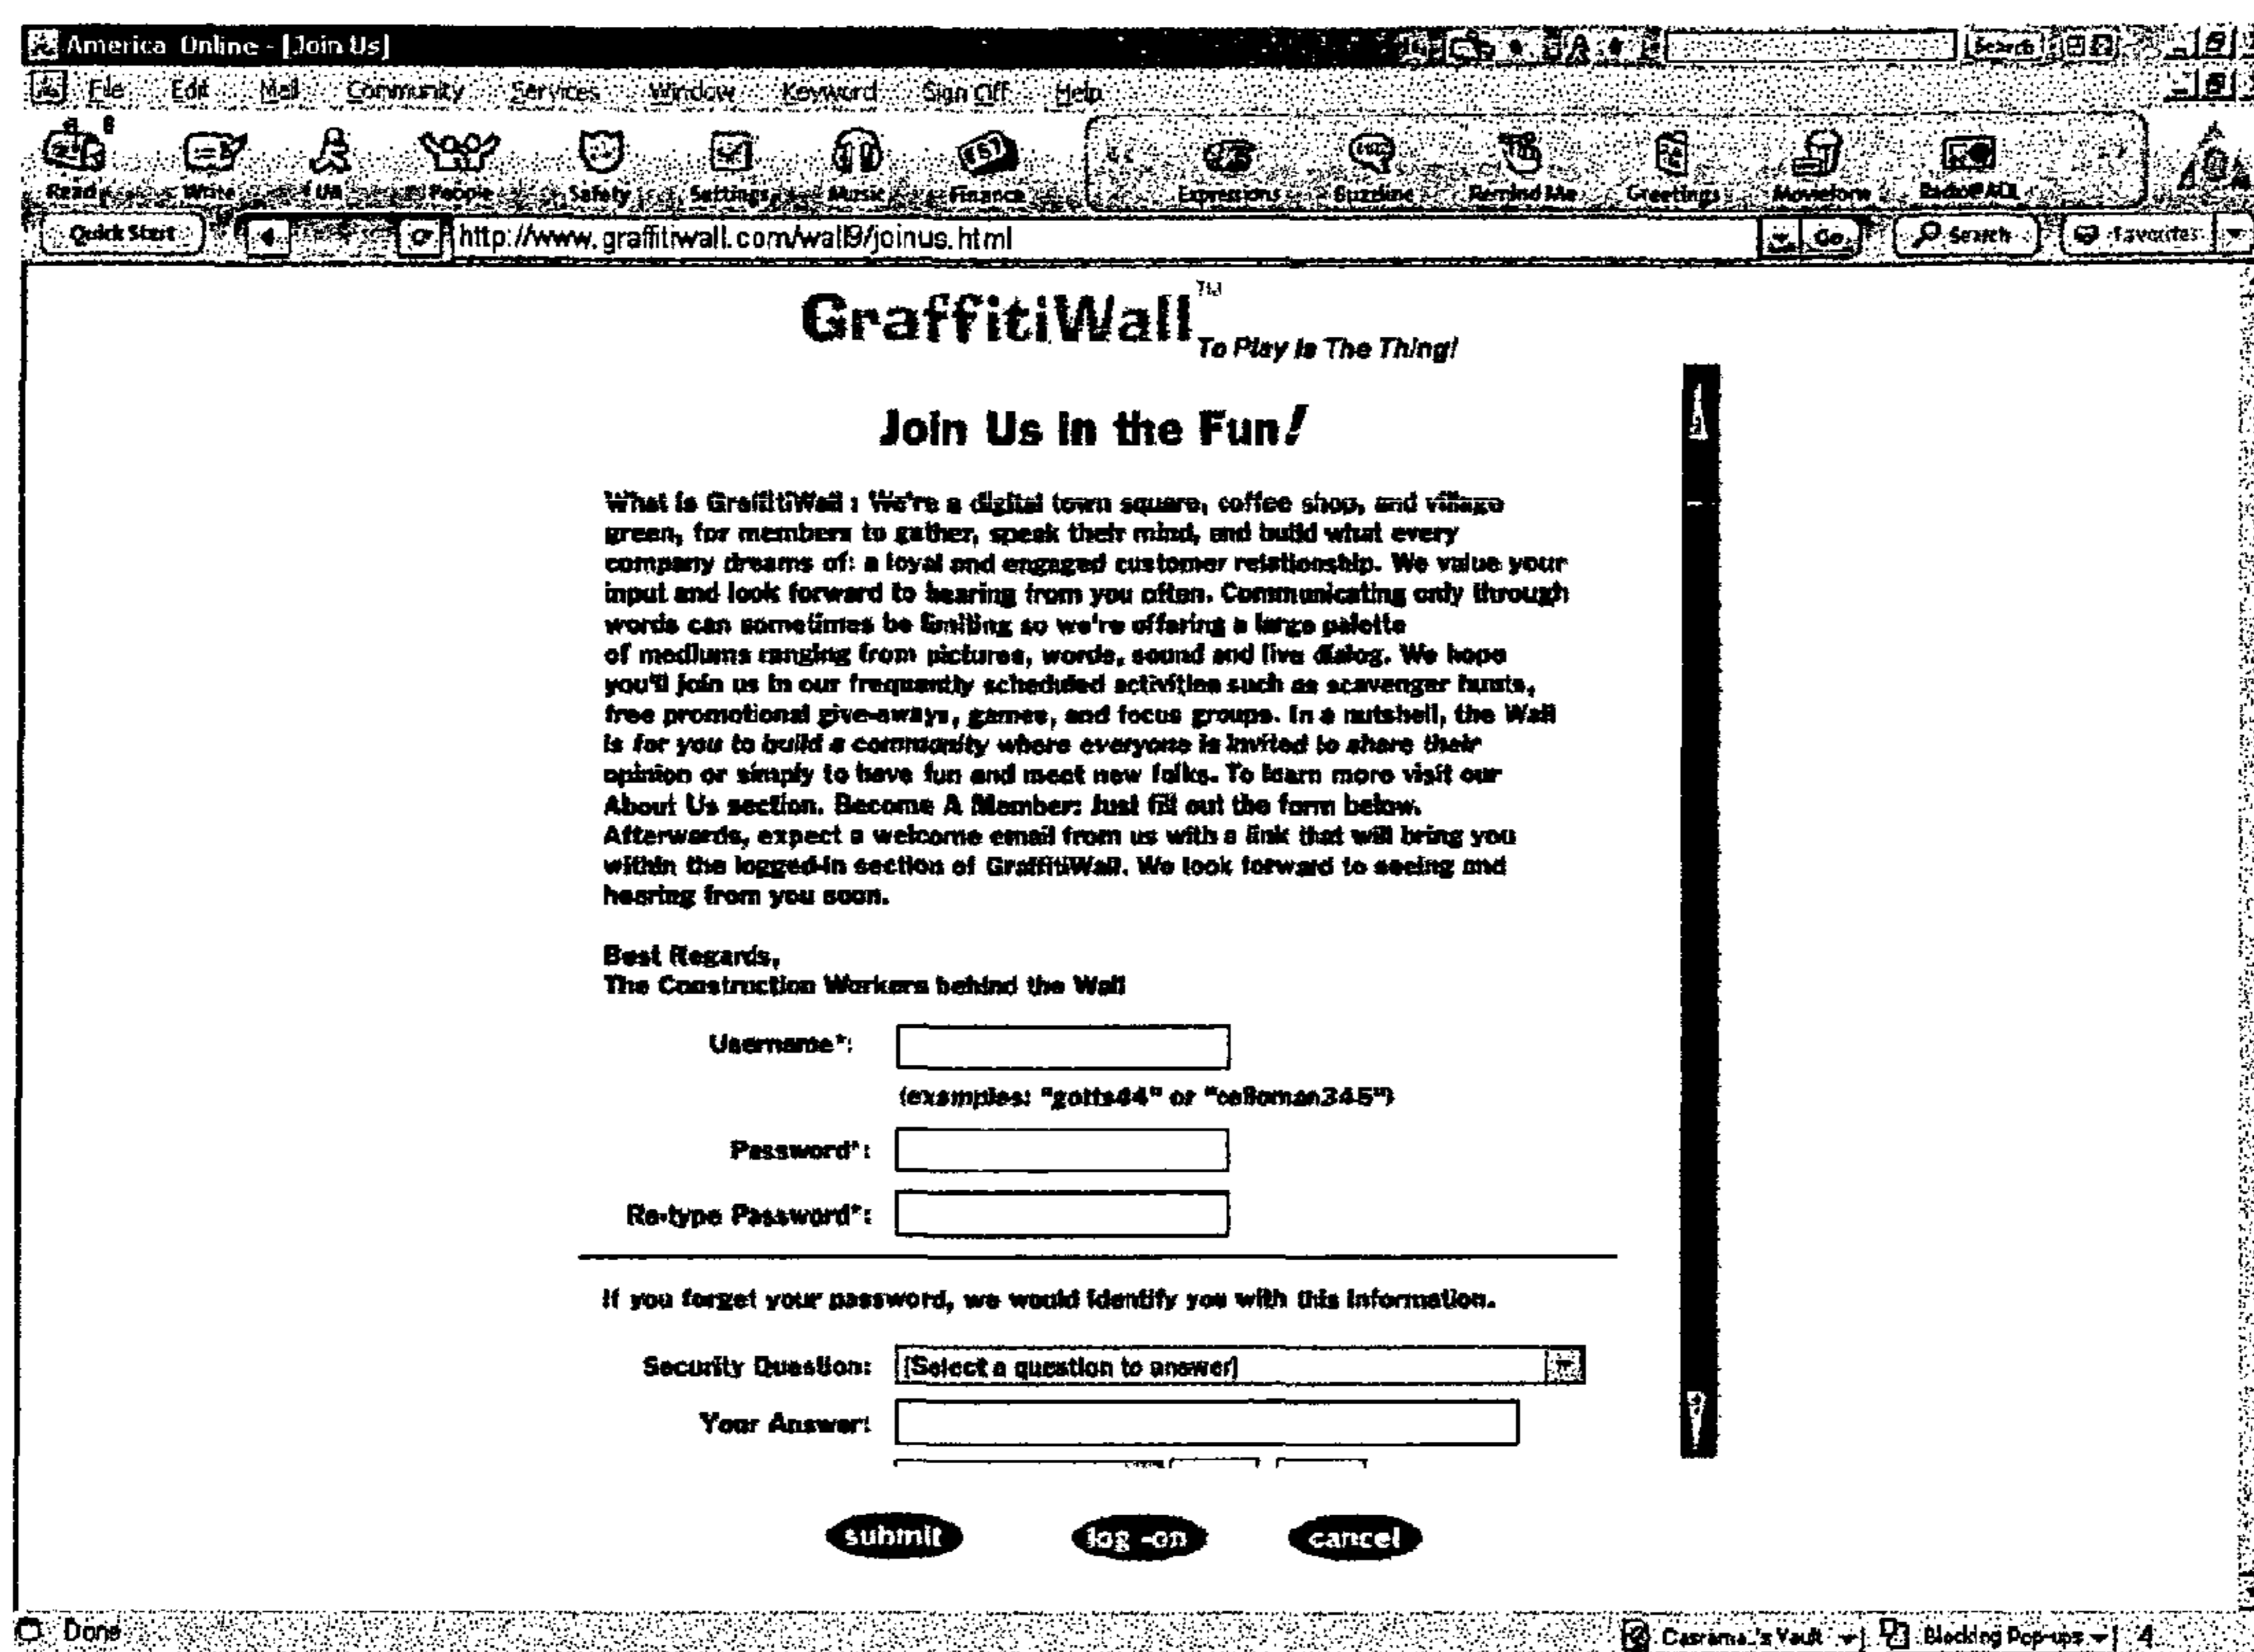 America Online - [Join Us]
Search
File Edit Mail Community Services Window Keyword Sign Off Help
Read Write IM People Safety Settings Music Finance Expressions Buzzline Remind Me Greetings Moviefone Radio@AOL
Quick Start http://www.graffitiwall.com/wall9/joinus.html Go Search Favorites
GraffitiWall™
To Play Is The Thing!
Join Us in the Fun!
What is GraffitiWall : We're a digital town square, coffee shop, and village
green, for members to gather, speak their mind, and build what every
company dreams of: a loyal and engaged customer relationship. We value your
input and look forward to hearing from you often. Communicating only through
words can sometimes be limiting so we're offering a large palette
of mediums ranging from pictures, words, sound and live dialog. We hope
you'll join us in our frequently scheduled activities such as scavenger hunts,
free promotional give-aways, games, and focus groups. In a nutshell, the Wall
is for you to build a community where everyone is invited to share their
opinion or simply to have fun and meet new folks. To learn more visit our
About Us section. Become A Member: Just fill out the form below.
Afterwards, expect a welcome email from us with a link that will bring you
within the logged-in section of GraffitiWall. We look forward to seeing and
hearing from you soon.
Best Regards,
The Construction Workers behind the Wall
Username*:
(examples: "gotts44" or "celloman345")
Password*:
Re-type Password*:
If you forget your password, we would identify you with this information.
Security Question: [Select a question to answer]
Your Answer:
submit log -on cancel
Done Vault Blocking Pop-ups 4